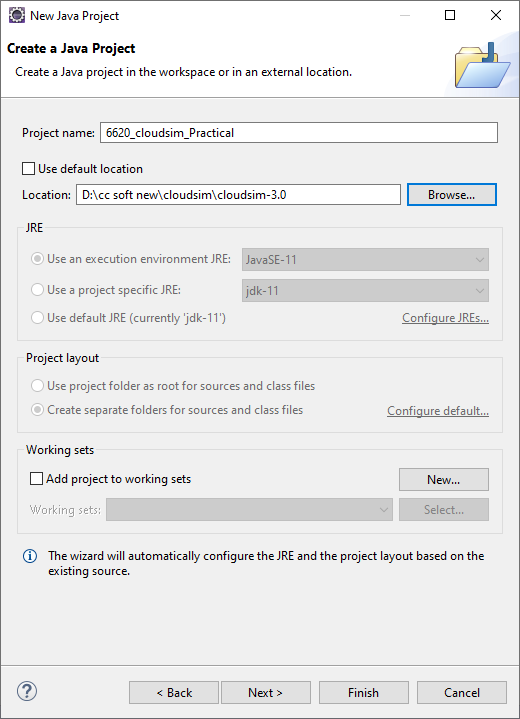 New Java Project
Create a Java Project
Create a Java project in the workspace or in an external location.
Project name: 6620_cloudsim_Practical
Use default location
Location: D:\cc soft new\cloudsim\cloudsim-3.0 Browse...
JRE
Use an execution environment JRE: JavaSE-11
Use a project specific JRE: jdk-11
Use default JRE (currently 'jdk-11') Configure JREs...
Project layout
Use project folder as root for sources and class files
Create separate folders for sources and class files Configure default...
Working sets
Add project to working sets New...
Working sets: Select...
The wizard will automatically configure the JRE and the project layout based on the
existing source.
? < Back Next > Finish Cancel